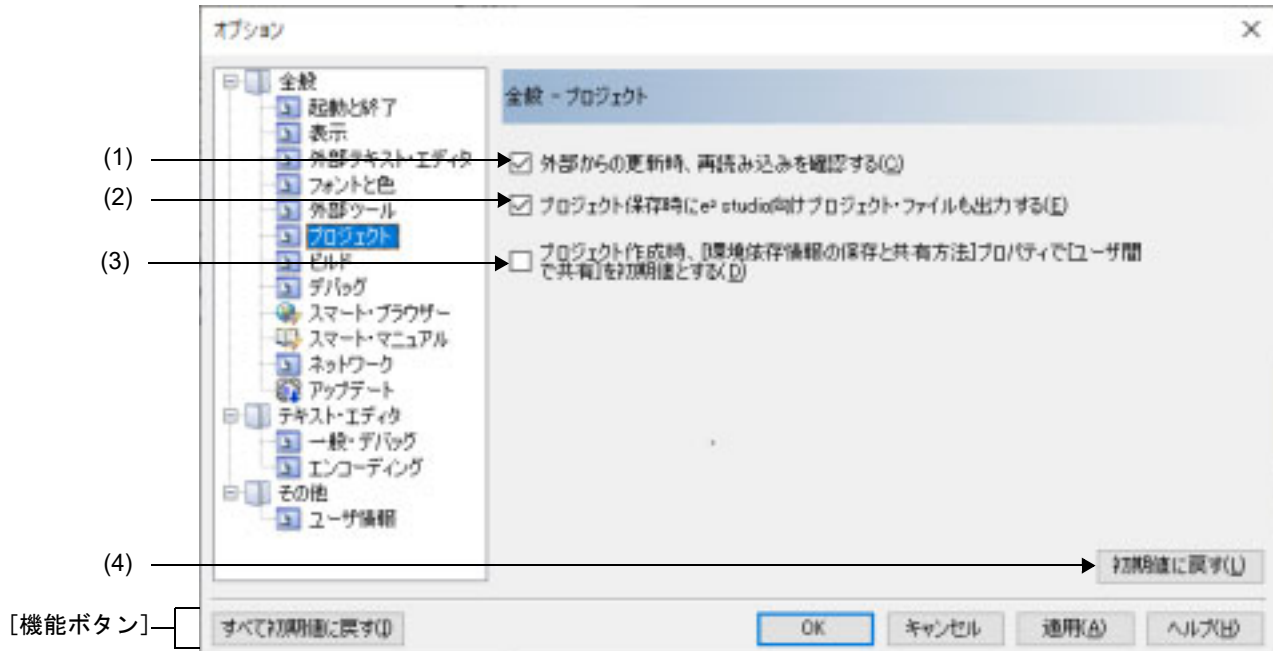 オプション
全般
起動と終了
表示
外部テキスト・エディタ
フォントと色
外部ツール
プロジェクト
ビルド
デバッグ
スマート・ブラウザー
スマート・マニュアル
ネットワーク
アップデート
テキスト・エディタ
一般・デバッグ
エンコーディング
その他
ユーザ情報
全般 - プロジェクト
(1)
外部からの更新時、再読み込みを確認する(C)
(2)
プロジェクト保存時にe² studio向けプロジェクト・ファイルも出力する(E)
(3)
プロジェクト作成時、[環境依存情報の保存と共有方法]プロパティで[ユーザ間
で共有]を初期値とする(D)
(4)
初期値に戻す(L)
[機能ボタン]
すべて初期値に戻す(I)
OK
キャンセル
適用(A)
ヘルプ(H)